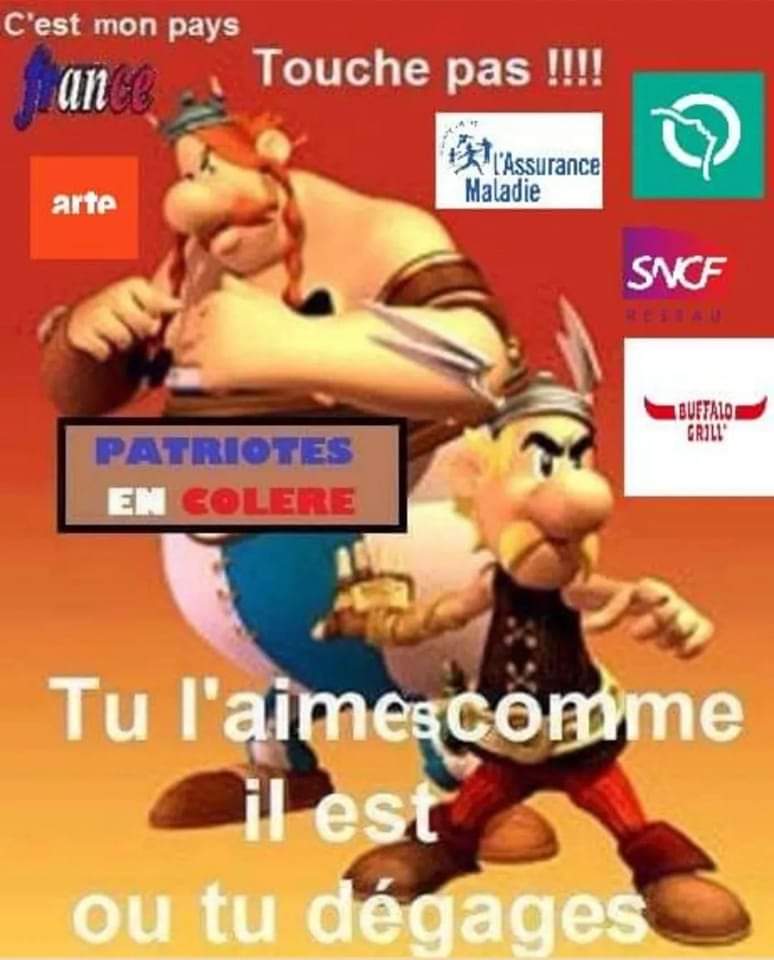 C'est mon pays
france
Touche pas !!!!
arte
l'Assurance
Maladie
SNCF
RESEAU
BUFFALO
GRILL
PATRIOTES
EN COLERE
Tu l'aimes comme
il est
ou tu dégages